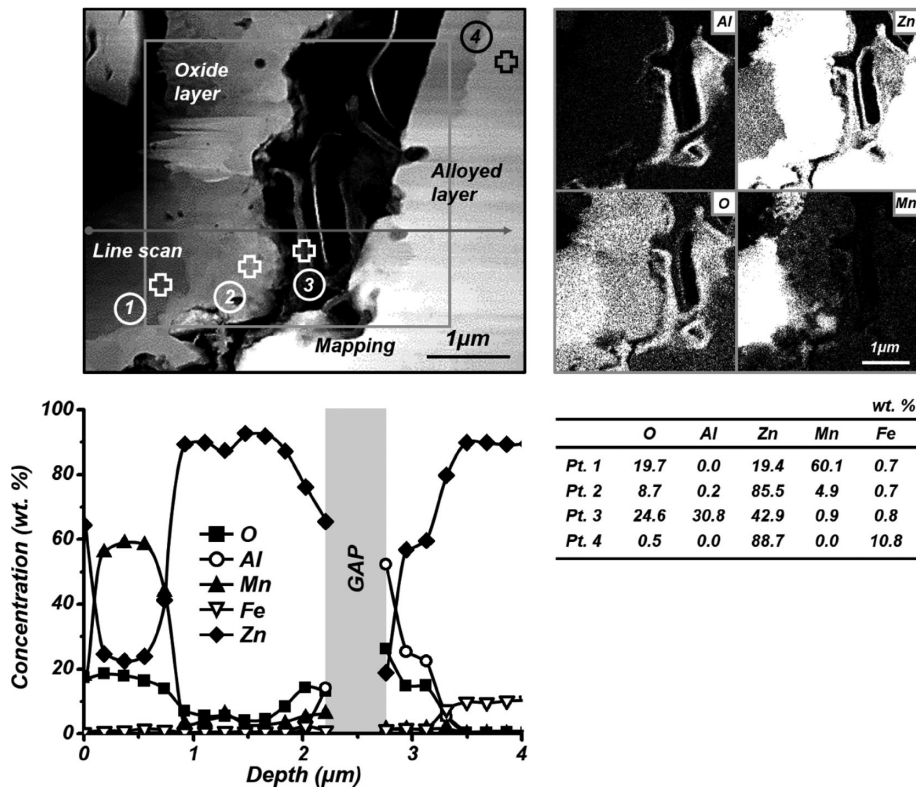 4
Oxide
layer
Alloyed
layer
Line scan
1
2
3
Mapping
1μm
Al
Zn
O
Mn
1μm
100
80
60
40
20
0
Concentration (wt. %)
O
Al
Mn
Fe
Zn
GAP
0 1 2 3 4
Depth (μm)
wt. %
O Al Zn Mn Fe
Pt. 1 19.7 0.0 19.4 60.1 0.7
Pt. 2 8.7 0.2 85.5 4.9 0.7
Pt. 3 24.6 30.8 42.9 0.9 0.8
Pt. 4 0.5 0.0 88.7 0.0 10.8